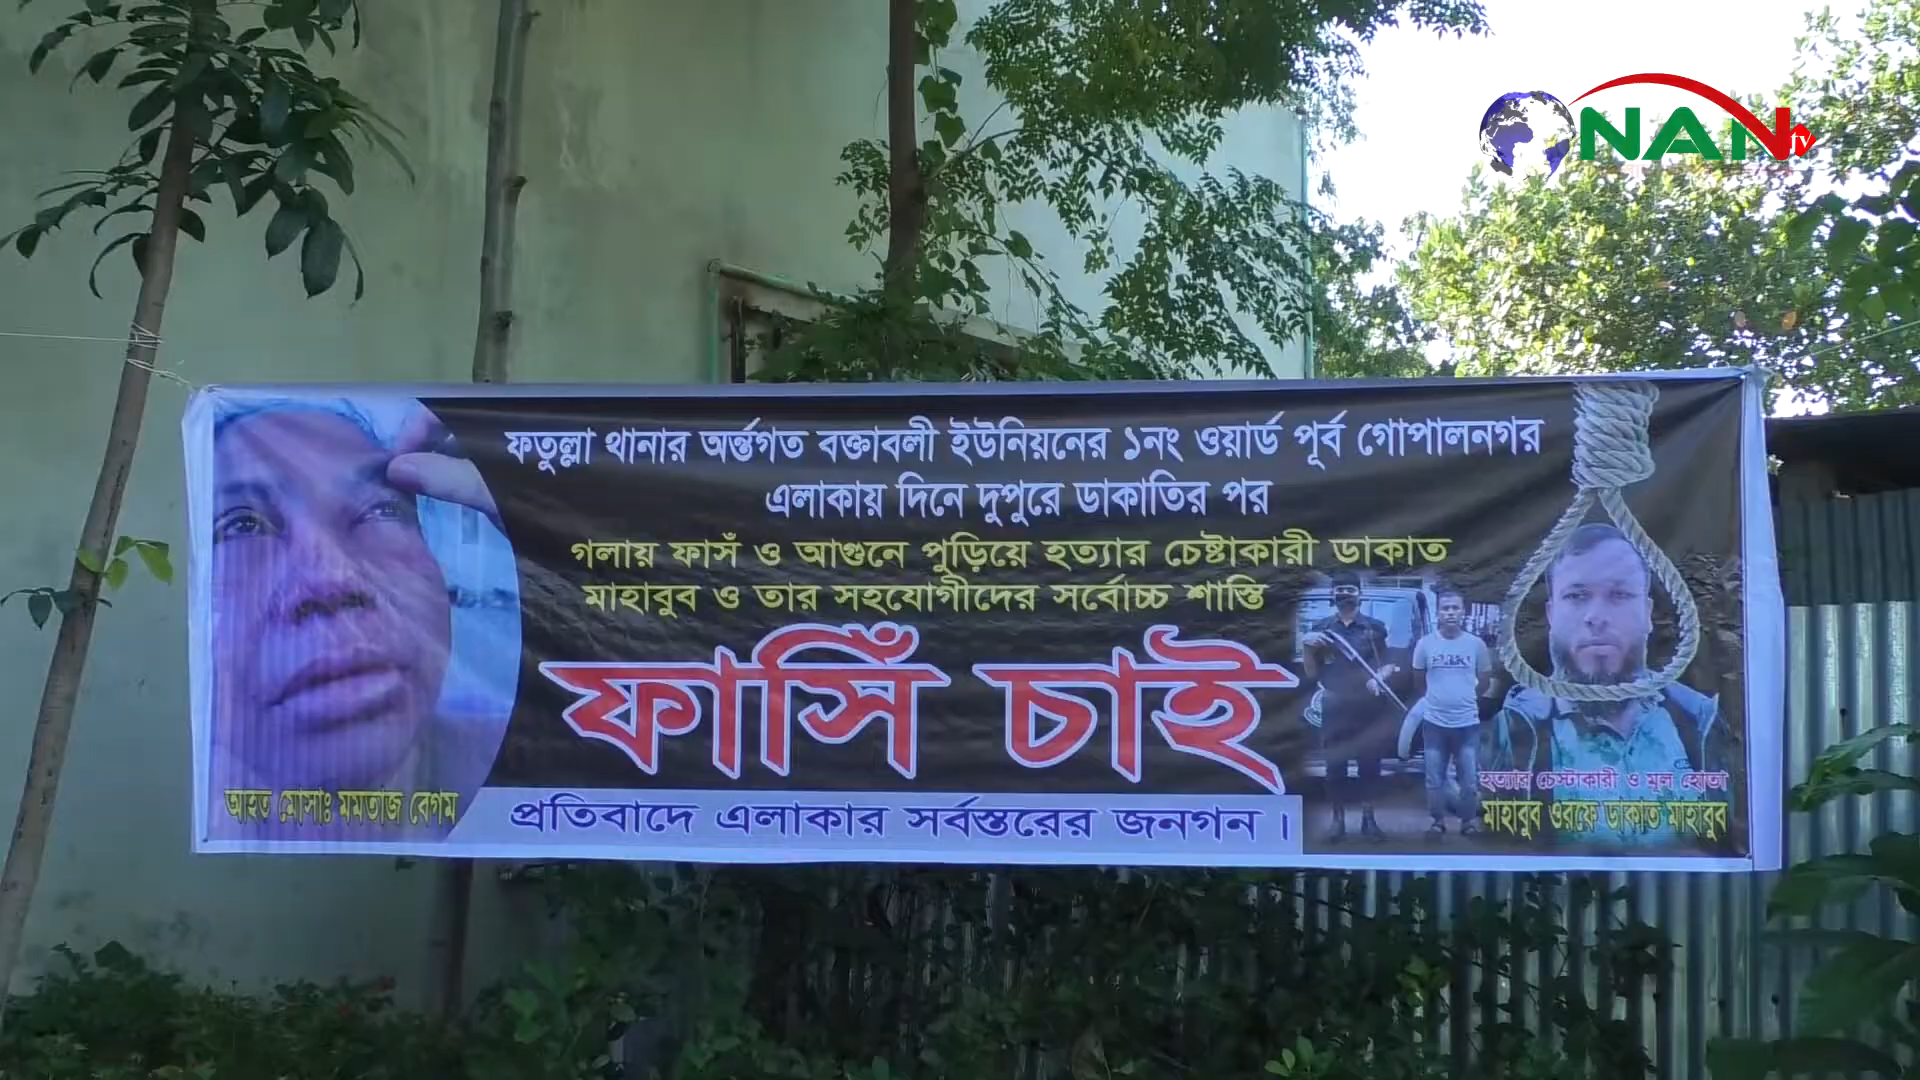 NAN tv
ফতুল্লা থানার অর্ন্তগত বক্তাবলী ইউনিয়নের ১নং ওয়ার্ড পূর্ব গোপালনগর
এলাকায় দিনে দুপুরে ডাকাতির পর
গলায় ফাসঁ ও আগুনে পুড়িয়ে হত্যার চেষ্টাকারী ডাকাত
মাহাবুব ও তার সহযোগীদের সর্বোচ্চ শাস্তি
ফাসিঁ চাই
আহত মোসাঃ মমতাজ বেগম
প্রতিবাদে এলাকার সর্বস্তরের জনগন।
হত্যার চেস্টাকারী ও মূল হোতা
মাহাবুব ওরফে ডাকাত মাহাবুব